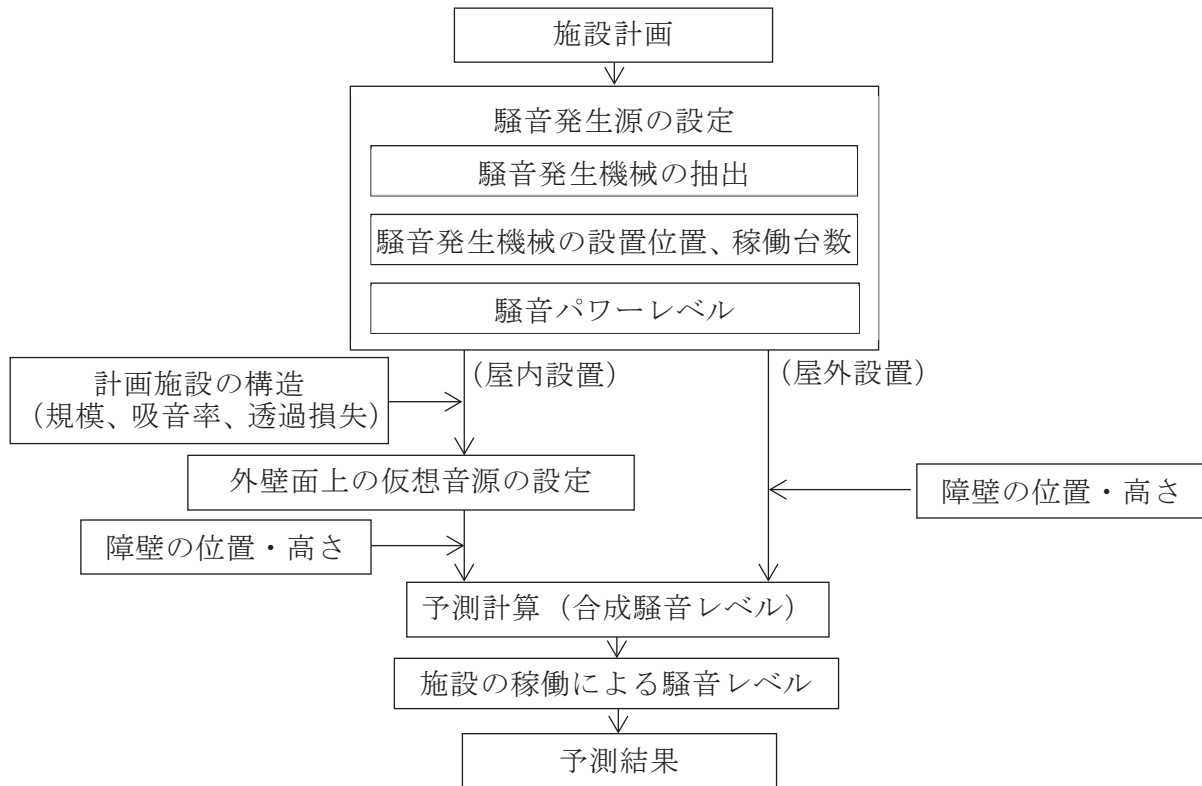 施設計画
騒音発生源の設定
騒音発生機械の抽出
騒音発生機械の設置位置、稼働台数
騒音パワーレベル
（屋内設置）
（屋外設置）
計画施設の構造
（規模、吸音率、透過損失）
外壁面上の仮想音源の設定
障壁の位置・高さ
障壁の位置・高さ
予測計算（合成騒音レベル）
施設の稼働による騒音レベル
予測結果